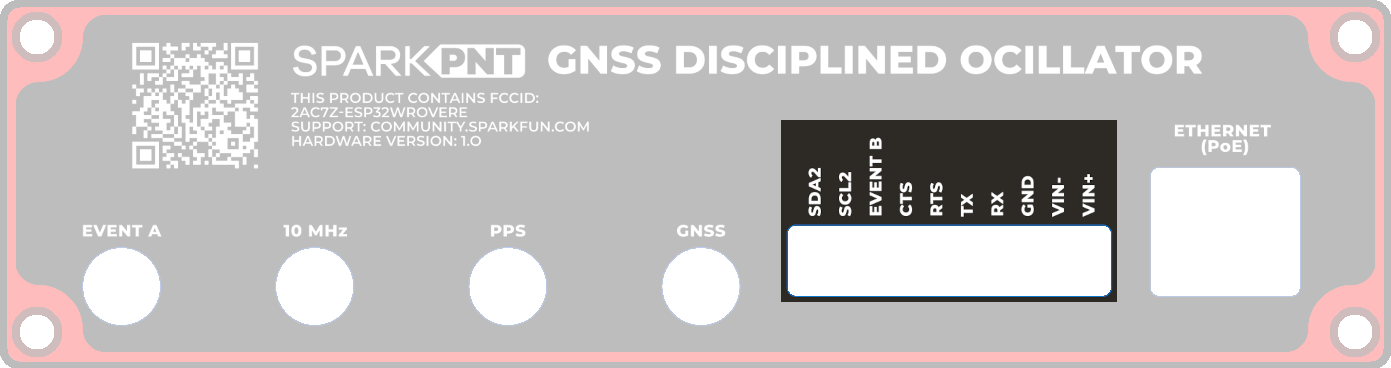 SPARKPNT GNSS DISCIPLINED OCILLATOR
THIS PRODUCT CONTAINS FCCID:
2AC7Z-ESP32WROVERE
SUPPORT: COMMUNITY.SPARKFUN.COM
HARDWARE VERSION: 1.0
EVENT A
10 MHz
PPS
GNSS
SDA2
SCL2
EVENT B
CTS
RTS
TX
RX
GND
VIN-
VIN+
ETHERNET
(PoE)